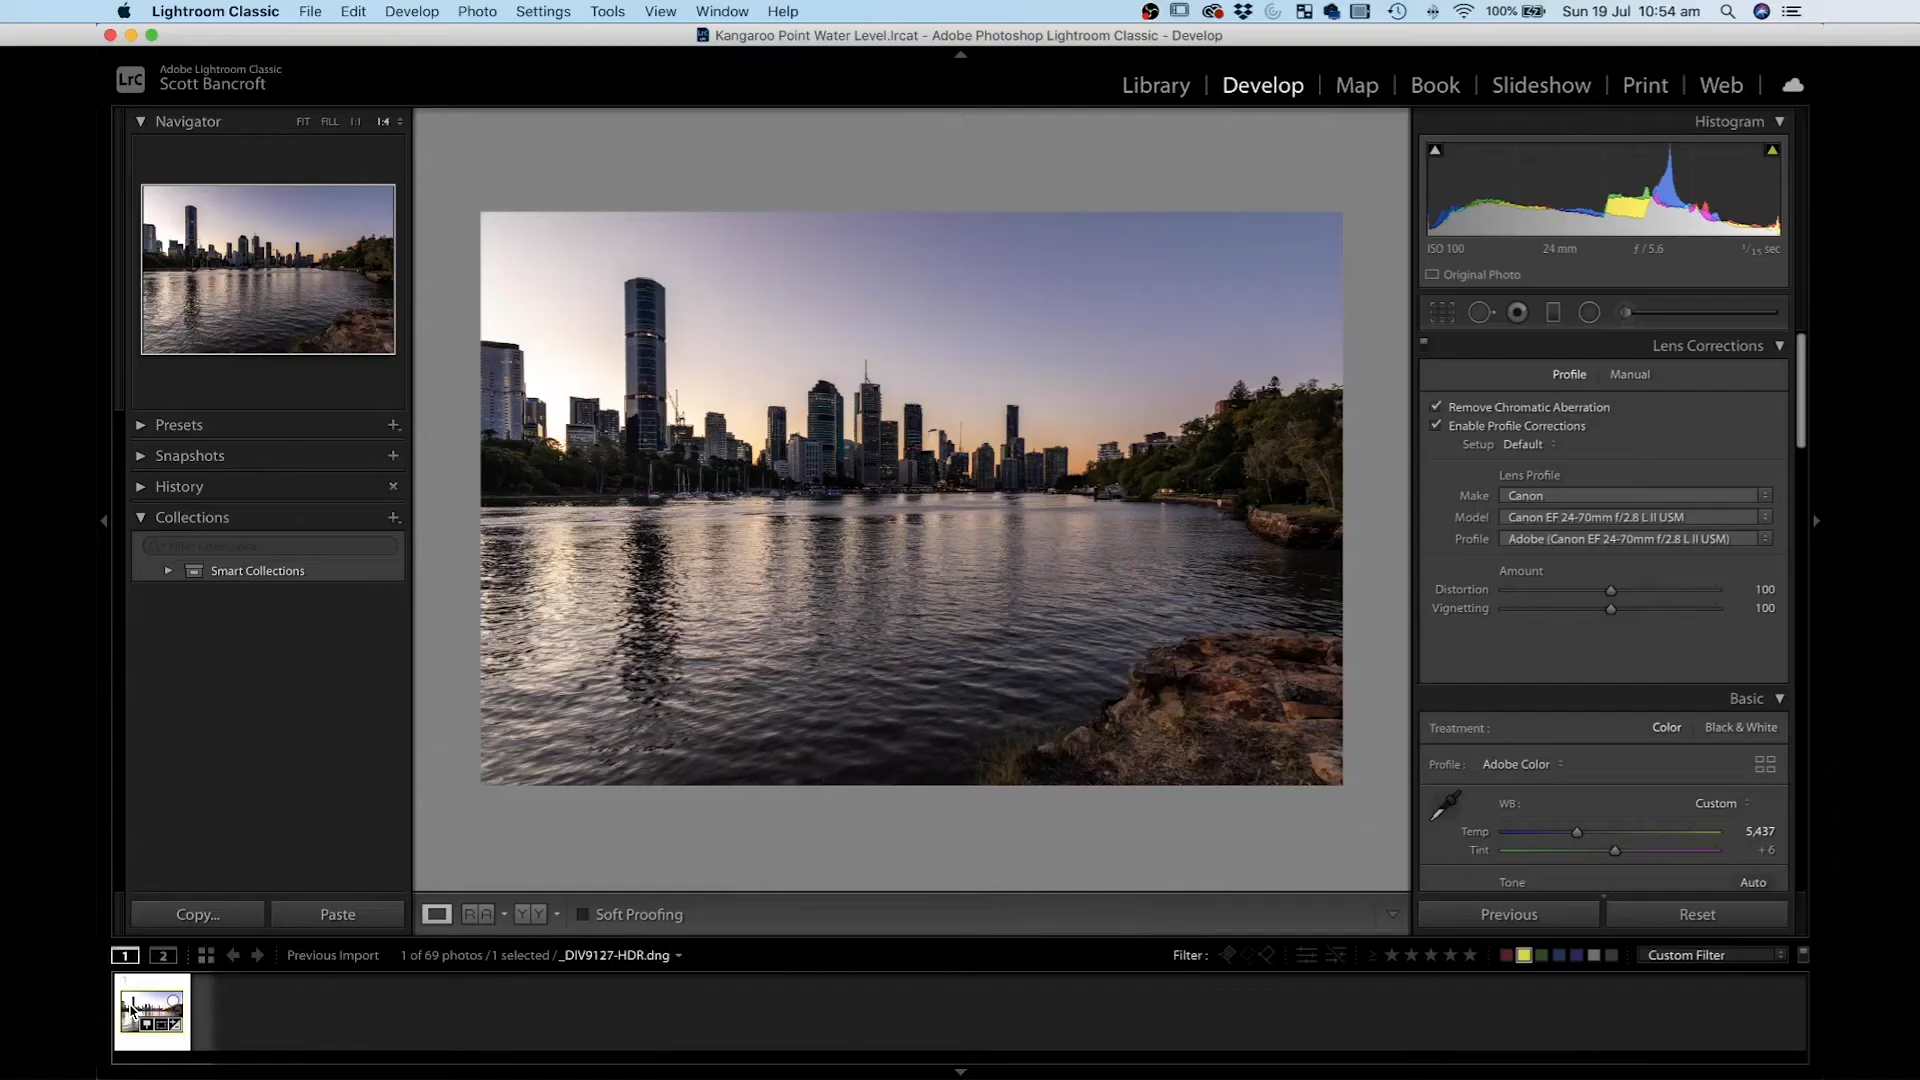 Lightroom Classic File Edit Develop Photo Settings Tools View Window Help 100% Sun 19 Jul 10:54 am
Kangaroo Point Water Level.lrcat - Adobe Photoshop Lightroom Classic - Develop
LrC
Adobe Lightroom Classic
Scott Bancroft
Library | Develop | Map | Book | Slideshow | Print | Web
Navigator FIT FILL 1:1 1:4
Presets
Snapshots
History
Collections
Smart Collections
Copy... Paste
Histogram
ISO 100 24 mm ƒ / 5.6 1/15 sec
Original Photo
Lens Corrections
Profile Manual
Remove Chromatic Aberration
Enable Profile Corrections
Setup Default
Lens Profile
Make Canon
Model Canon EF 24-70mm f/2.8 L II USM
Profile Adobe (Canon EF 24-70mm f/2.8 L II USM)
Amount
Distortion 100
Vignetting 100
Basic
Treatment : Color Black & White
Profile : Adobe Color
WB : Custom
Temp 5,437
Tint + 6
Tone Auto
Previous Reset
R A Y Y Soft Proofing
1 2 Previous Import 1 of 69 photos / 1 selected / _DIV9127-HDR.dng Filter : ≥ Custom Filter